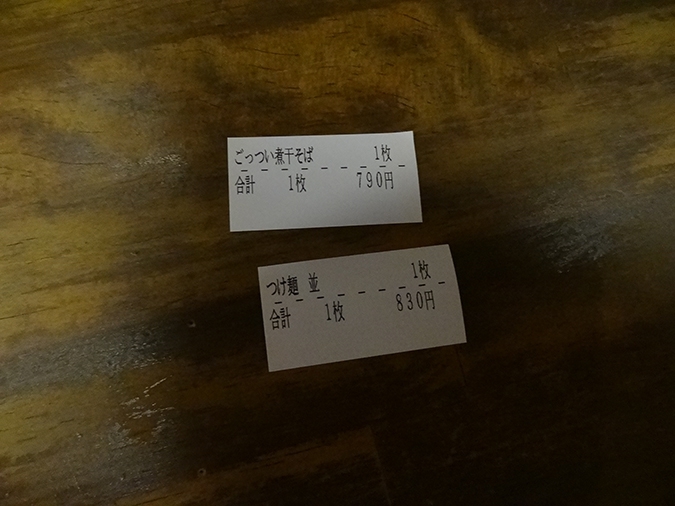 ごっつい煮干そば 1枚
合計 1枚 790円
つけ麺 並 1枚
合計 1枚 830円